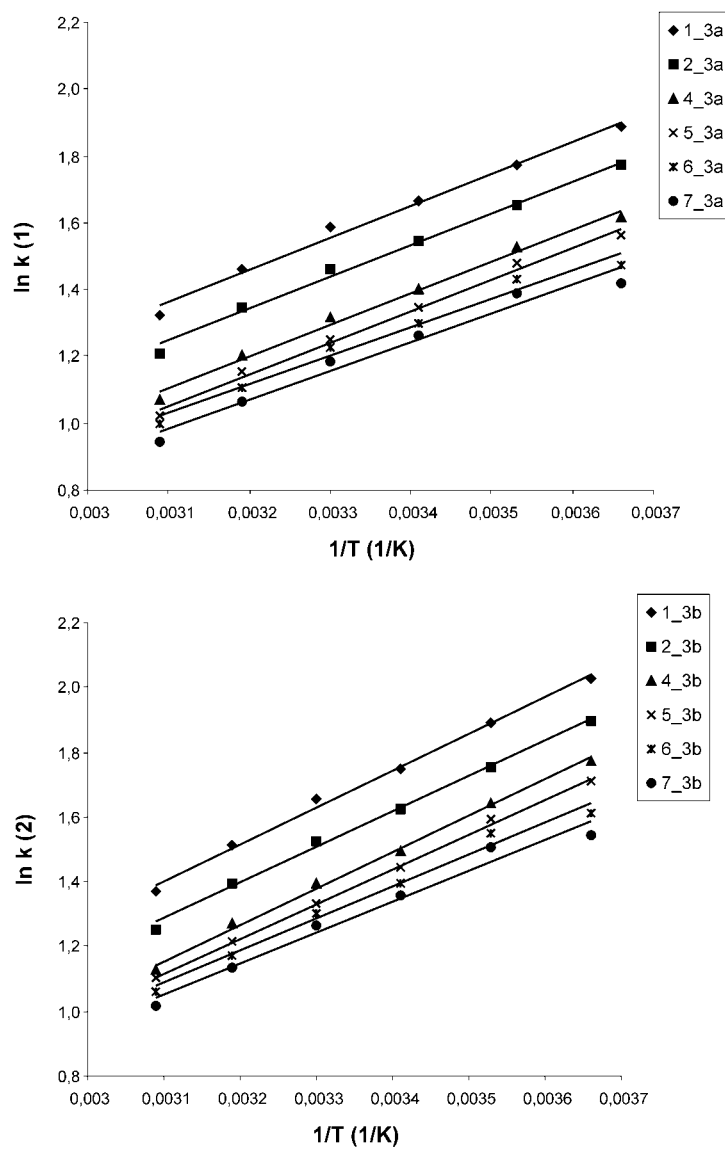 2,2
2,0
1,8
1,6
1,4
1,2
1,0
0,8
ln k (1)
0,003
0,0031
0,0032
0,0033
0,0034
0,0035
0,0036
0,0037
1/T (1/K)
1_3a
2_3a
4_3a
5_3a
6_3a
7_3a
2,2
2,0
1,8
1,6
1,4
1,2
1,0
0,8
ln k (2)
0,003
0,0031
0,0032
0,0033
0,0034
0,0035
0,0036
0,0037
1/T (1/K)
1_3b
2_3b
4_3b
5_3b
6_3b
7_3b